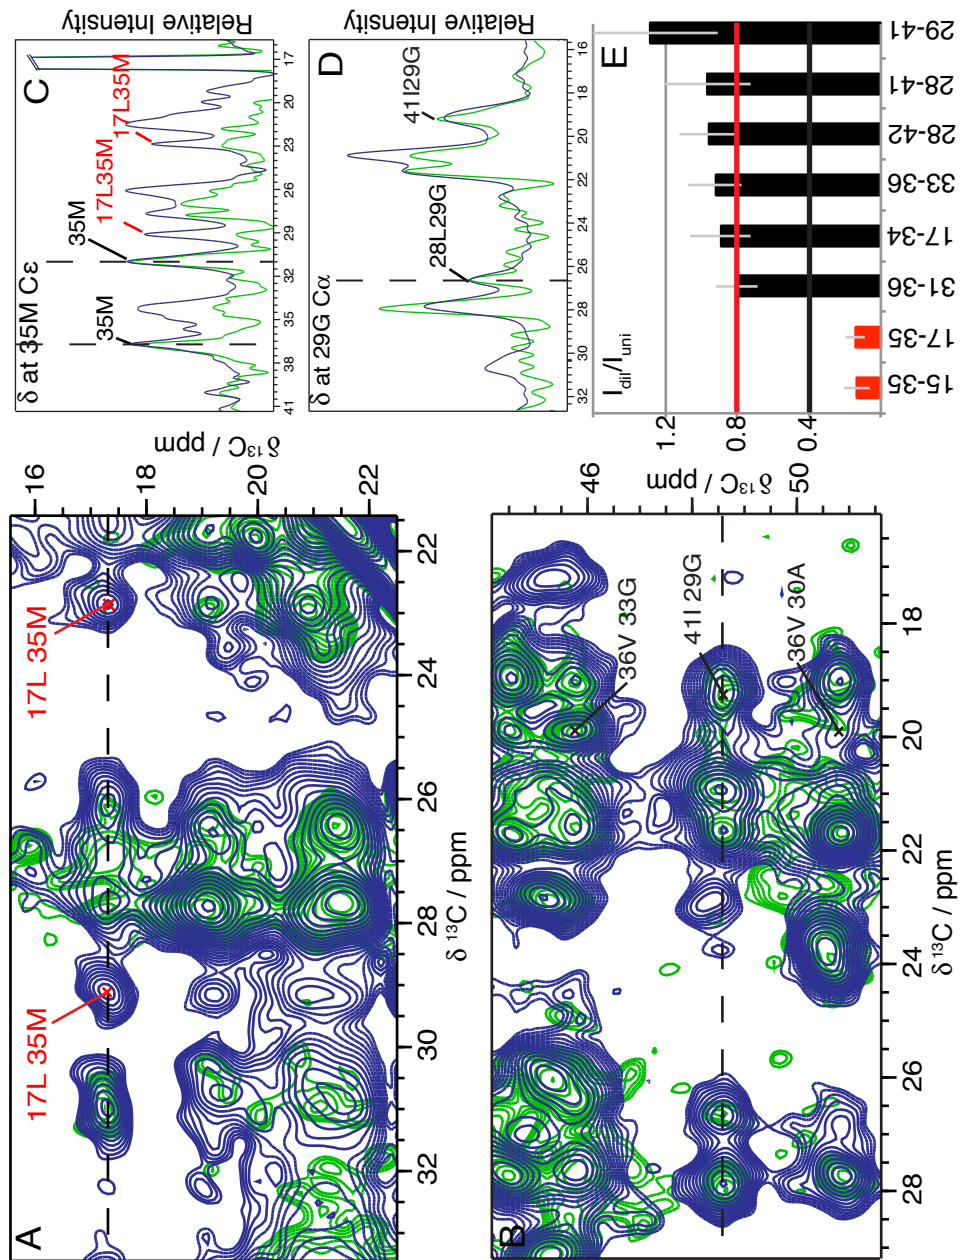 A
17L 35M
17L 35M
16
18
20
22
δ ¹³C / ppm
32
30
28
26
24
22
δ ¹³C / ppm
B
36V 33G
41I 29G
36V 30A
46
50
δ ¹³C / ppm
28
26
24
22
20
18
δ ¹³C / ppm
C
δ at 35M Cε
35M
35M
17L35M
17L35M
Relative Intensity
41
38
35
32
29
26
23
20
17
D
δ at 29G Cα
28L29G
41I29G
Relative Intensity
32
30
28
26
24
22
20
18
16
E
I_dil/I_uni
1.2
0.8
0.4
15-35
17-35
31-36
17-34
33-36
28-42
28-41
29-41